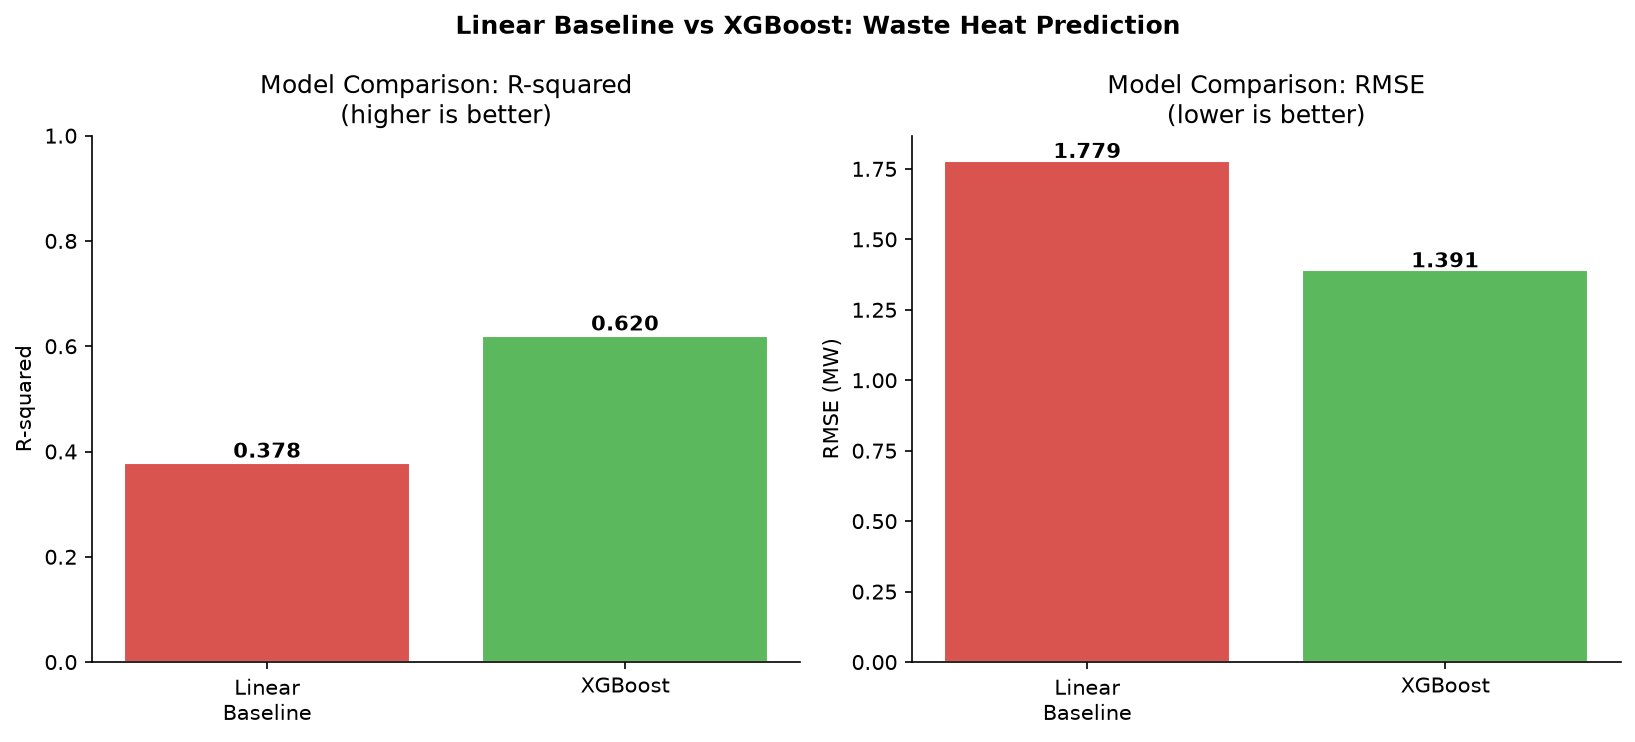 Linear Baseline vs XGBoost: Waste Heat Prediction
Model Comparison: R-squared
(higher is better)
R-squared
1.0
0.8
0.6
0.4
0.2
0.0
0.378
0.620
Linear
Baseline
XGBoost
Model Comparison: RMSE
(lower is better)
RMSE (MW)
1.75
1.50
1.25
1.00
0.75
0.50
0.25
0.00
1.779
1.391
Linear
Baseline
XGBoost